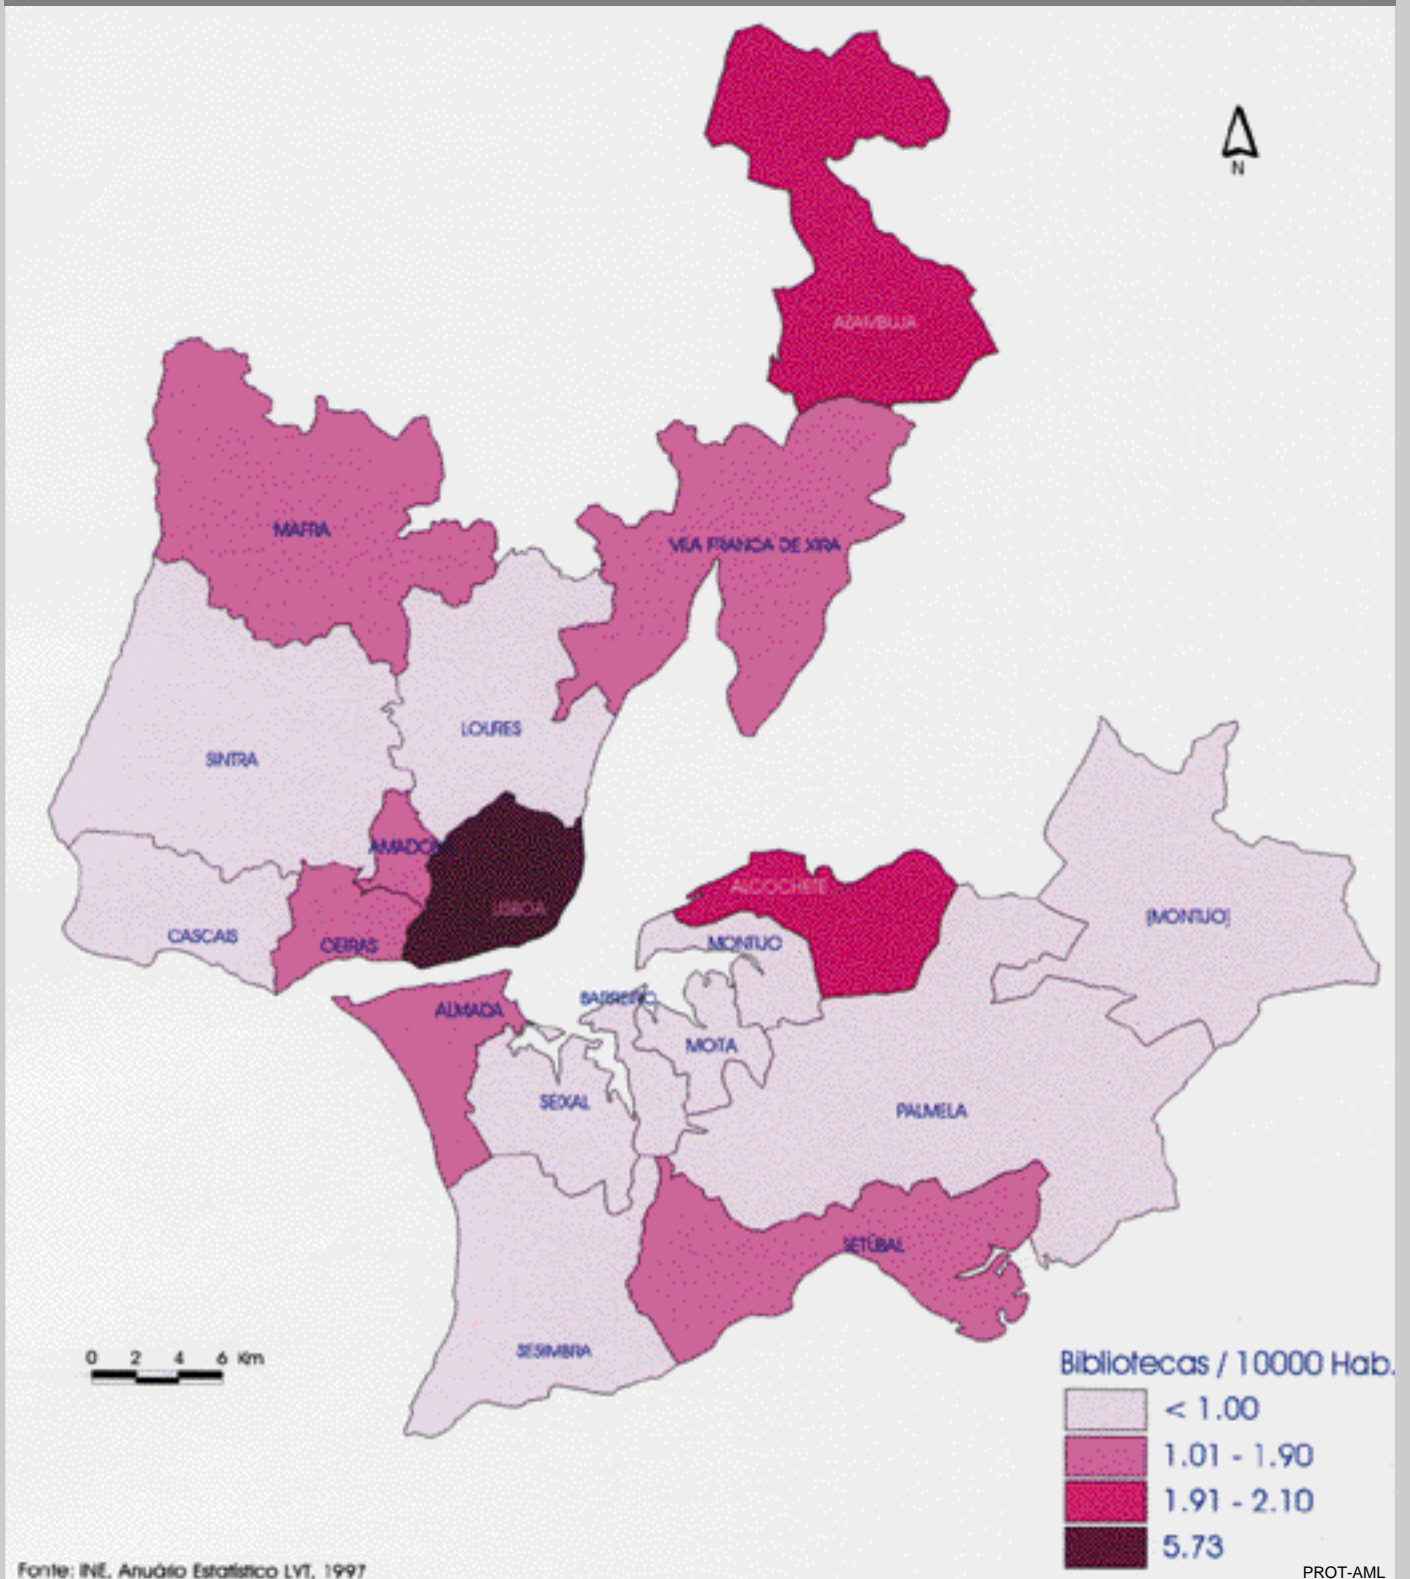 N
AZAMBUJA
MAFRA
VILA FRANCA DE XIRA
LOURES
SINTRA
AMADORA
ALCOCHETE
LISBOA
(MONTIJO)
CASCAIS
OEIRAS
MONTIJO
BARREIRO
ALMADA
MOITA
SEIXAL
PALMELA
SETÚBAL
SESIMBRA
0 2 4 6 Km
Bibliotecas / 10000 Hab.
< 1.00
1.01 - 1.90
1.91 - 2.10
5.73
Fonte: INE, Anuário Estatístico LVT, 1997
PROT-AML